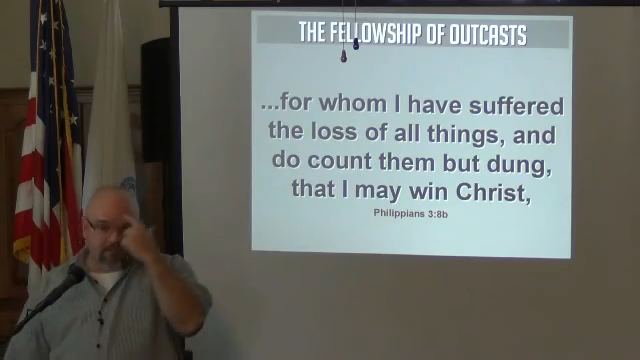 THE FELLOWSHIP OF OUTCASTS
...for whom I have suffered
the loss of all things, and
do count them but dung,
that I may win Christ,
Philippians 3:8b